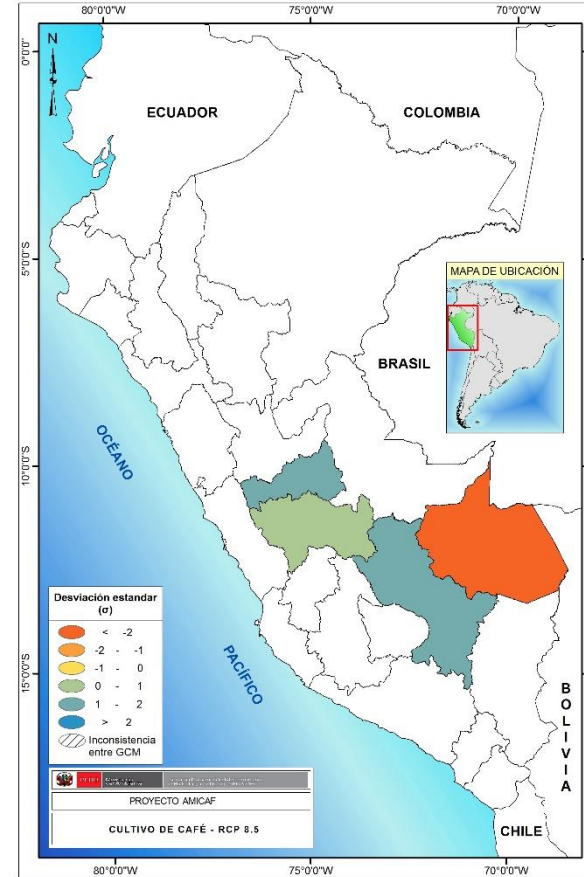 80°0'0"W 75°0'0"W 70°0'0"W
N
0°0'0"
ECUADOR
COLOMBIA
5°0'0"S
MAPA DE UBICACIÓN
BRASIL
OCÉANO
10°0'0"S
PACÍFICO
15°0'0"S
BOLIVIA
CHILE
Desviación estandar
(σ)
< -2
-2 - -1
-1 - 0
0 - 1
1 - 2
> 2
Inconsistencia
entre GCM
PROYECTO AMICAF
CULTIVO DE CAFÉ - RCP 8.5
80°0'0"W 75°0'0"W 70°0'0"W